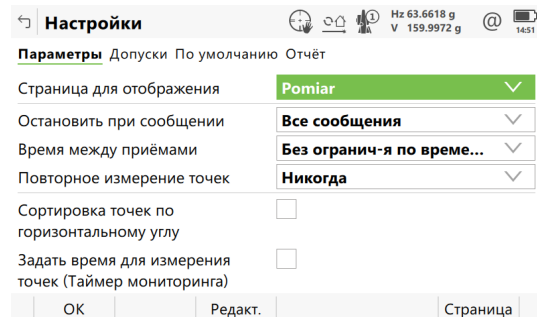 Настройки
1
Hz 63.6618 g
V 159.9972 g
@
14:51
Параметры Допуски По умолчанию Отчёт
Страница для отображения Pomiar
Остановить при сообщении Все сообщения
Время между приёмами Без огранич-я по време...
Повторное измерение точек Никогда
Сортировка точек по
горизонтальному углу
Задать время для измерения
точек (Таймер мониторинга)
ОК Редакт. Страница